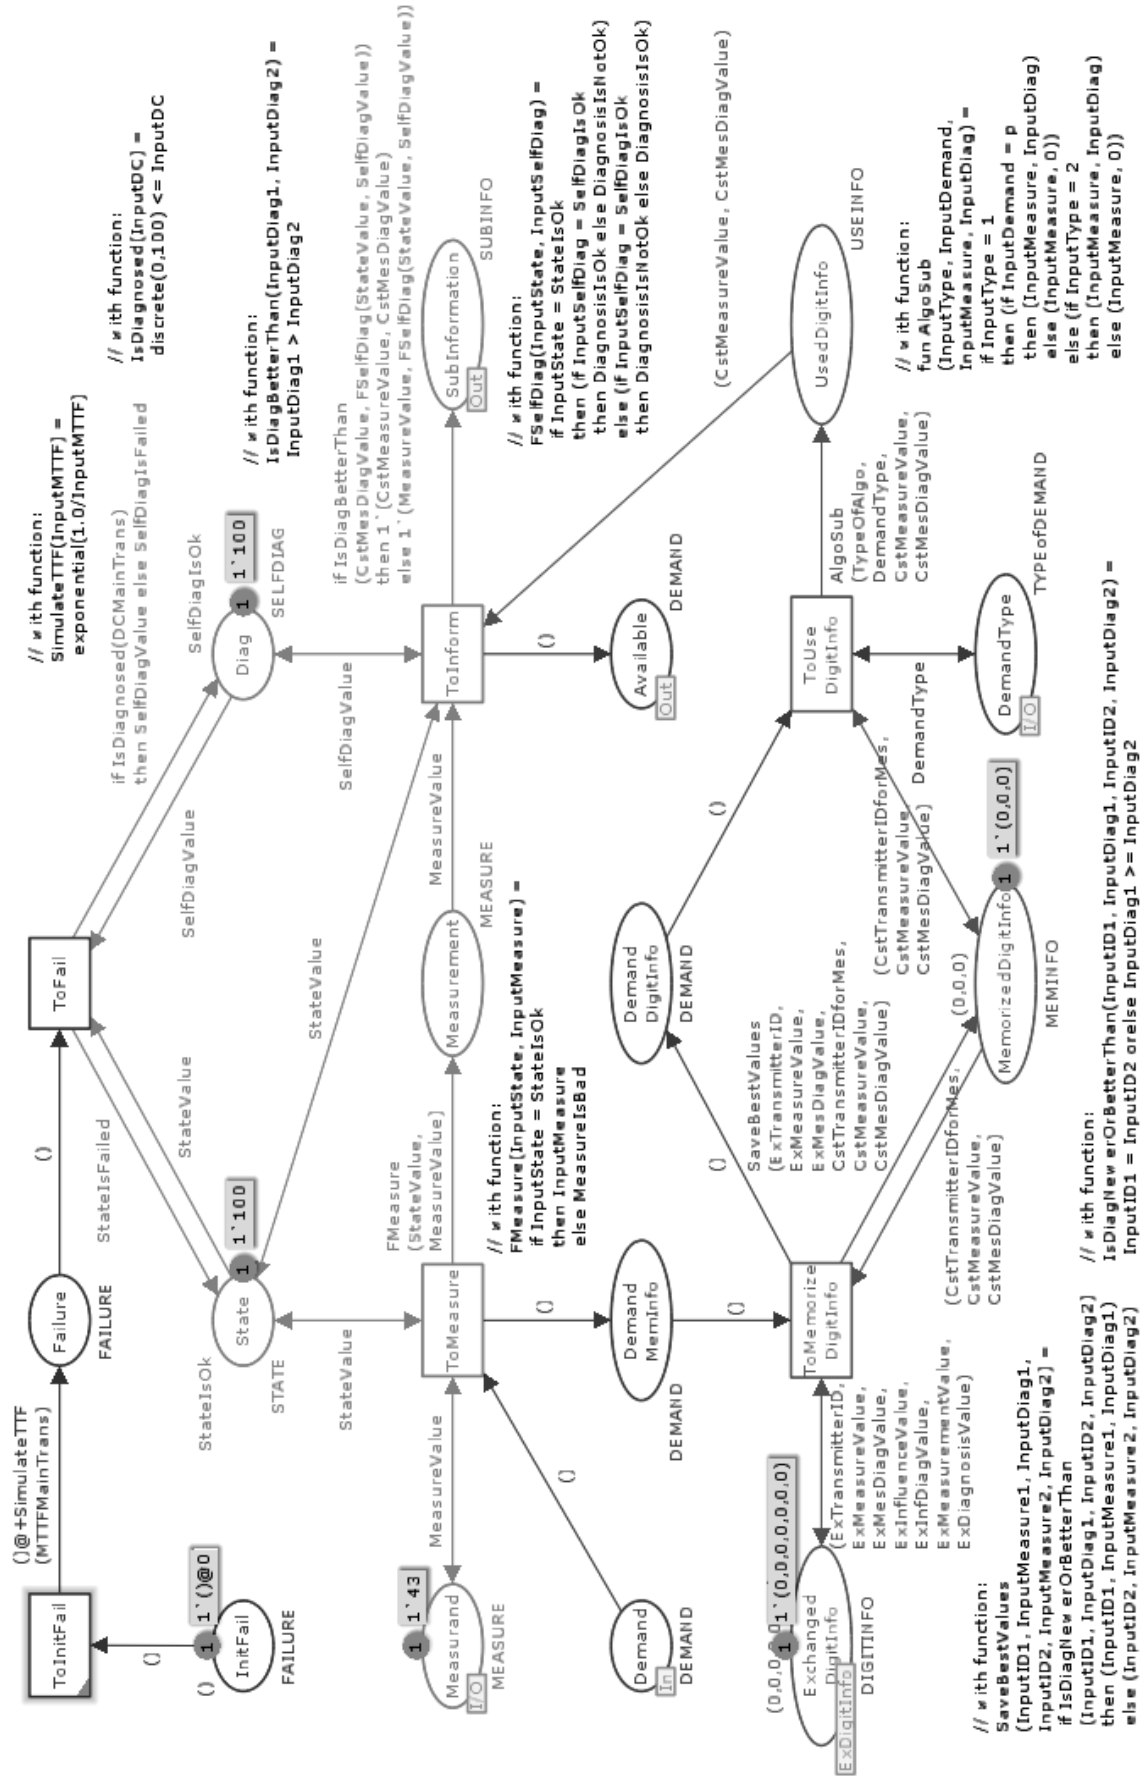 ()@+SimulateTTF
(MTTFMainTrans)
ToInitFail
()
()
1
1`()@0
InitFail
FAILURE
Failure
FAILURE
()
ToFail
// with function:
SimulateTTF(InputMTTF) =
exponential(1.0/InputMTTF)
StateIsFailed
StateValue
SelfDiagValue
if IsDiagnosed(DCMainTrans)
then SelfDiagValue else SelfDiagIsFailed
// with function:
IsDiagnosed(InputDC) =
discrete(0,100) <= InputDC
StateIsOk
State
1
1`100
STATE
SelfDiagIsOk
Diag
1
1`100
SELFDIAG
// with function:
IsDiagBetterThan(InputDiag1, InputDiag2) =
InputDiag1 > InputDiag2
StateValue
StateValue
SelfDiagValue
if IsDiagBetterThan
(CstMesDiagValue, FSelfDiag(StateValue, SelfDiagValue))
then 1`(CstMeasureValue, CstMesDiagValue)
else 1`(MeasureValue, FSelfDiag(StateValue, SelfDiagValue))
1
1`43
Measurand
I/O
MEASURE
MeasureValue
ToMeasure
FMeasure
(StateValue,
MeasureValue)
Measurement
MEASURE
MeasureValue
ToInform
SubInformation
Out
SUBINFO
// with function:
FMeasure(InputState, InputMeasure) =
if InputState = StateIsOk
then InputMeasure
else MeasureIsBad
// with function:
FSelfDiag(InputState, InputSelfDiag) =
if InputState = StateIsOk
then (if InputSelfDiag = SelfDiagIsOk
then DiagnosisIsOk else DiagnosisIsNotOk)
else (if InputSelfDiag = SelfDiagIsOk
then DiagnosisIsNotOk else DiagnosisIsOk)
Demand
In
DEMAND
()
()
Demand
MemInfo
DEMAND
()
()
Demand
DigitInfo
DEMAND
()
()
Available
Out
DEMAND
(CstMeasureValue, CstMesDiagValue)
(0,0,0,0
1
1`(0,0,0,0,0,0,0)
Exchanged
DigitInfo
ExDigitInfo
DIGITINFO
(ExTransmitterID,
ExMeasureValue,
ExMesDiagValue,
ExInfluenceValue,
ExInfDiagValue,
ExMeasurementValue,
ExDiagnosisValue)
ToMemorize
DigitInfo
SaveBestValues
(ExTransmitterID,
ExMeasureValue,
ExMesDiagValue,
CstTransmitterIDforMes,
CstMeasureValue,
CstMesDiagValue)
(CstTransmitterIDforMes,
CstMeasureValue,
CstMesDiagValue)
(0,0,0)
MemorizedDigitInfo
1
1`(0,0,0)
MEMINFO
(CstTransmitterIDforMes,
CstMeasureValue,
CstMesDiagValue)
ToUse
DigitInfo
DemandType
DemandType
I/O
TYPEofDEMAND
AlgoSub
(TypeOfAlgo,
DemandType,
CstMeasureValue,
CstMesDiagValue)
UsedDigitInfo
USEINFO
// with function:
fun AlgoSub
(InputType, InputDemand,
InputMeasure, InputDiag) =
if InputType = 1
then (if InputDemand = p
then (InputMeasure, InputDiag)
else (InputMeasure, 0))
else (if InputType = 2
then (InputMeasure, InputDiag)
else (InputMeasure, 0))
// with function:
SaveBestValues
(InputID1, InputMeasure1, InputDiag1,
InputID2, InputMeasure2, InputDiag2) =
if IsDiagNewerOrBetterThan
(InputID1, InputDiag1, InputID2, InputDiag2)
then (InputID1, InputMeasure1, InputDiag1)
else (InputID2, InputMeasure2, InputDiag2)
// with function:
IsDiagNewerOrBetterThan(InputID1, InputDiag1, InputID2, InputDiag2) =
InputID1 = InputID2 orelse InputDiag1 >= InputDiag2